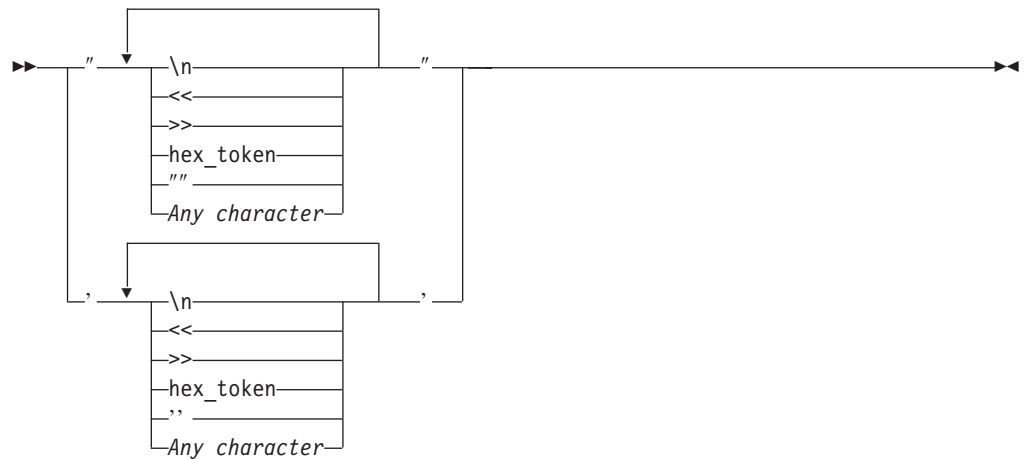 " \n "
<<
>>
hex_token
""
Any character
' \n '
<<
>>
hex_token
''
Any character